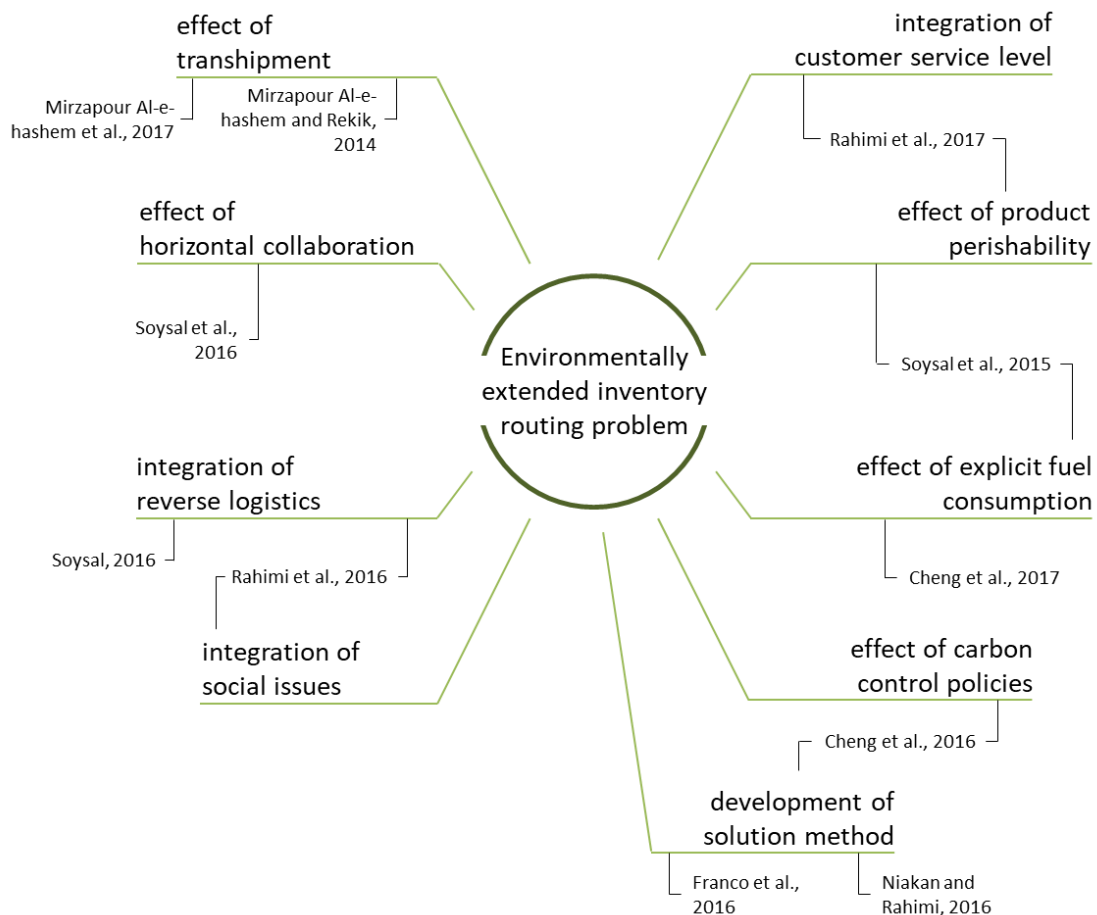 effect of
transhipment
Mirzapour Al-e-
hashem et al., 2017
Mirzapour Al-e-
hashem and Rekik,
2014
integration of
customer service level
Rahimi et al., 2017
effect of
horizontal collaboration
Soysal et al.,
2016
effect of product
perishability
Soysal et al., 2015
Environmentally
extended inventory
routing problem
integration of
reverse logistics
Soysal, 2016
Rahimi et al., 2016
effect of explicit fuel
consumption
Cheng et al., 2017
integration of
social issues
effect of carbon
control policies
Cheng et al., 2016
development of
solution method
Franco et al.,
2016
Niakan and
Rahimi, 2016